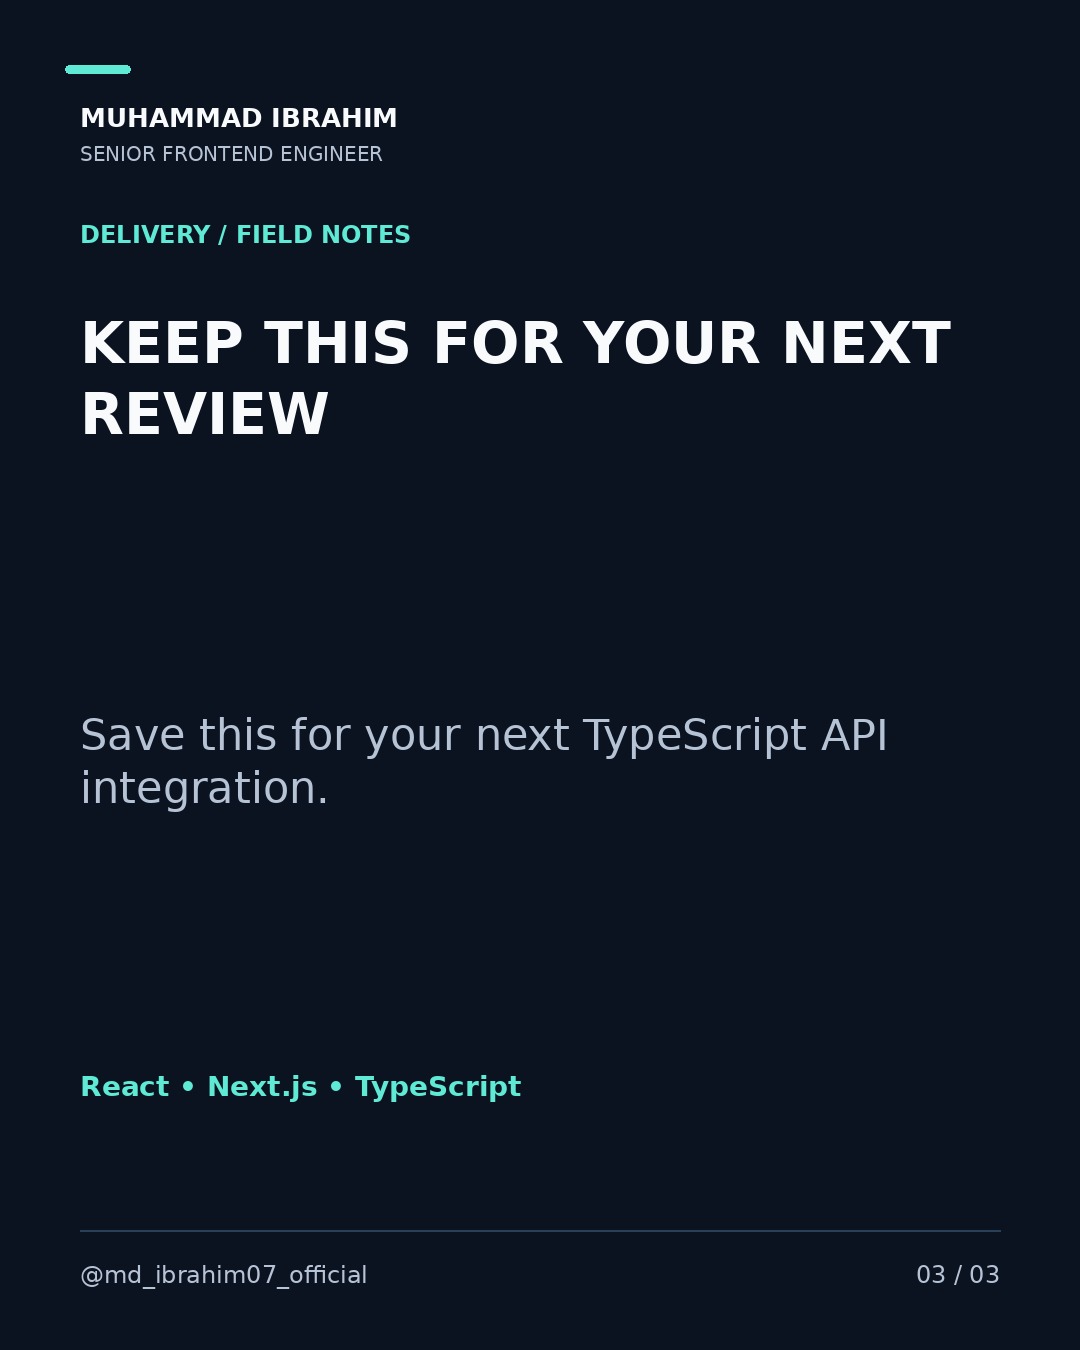 MUHAMMAD IBRAHIM
SENIOR FRONTEND ENGINEER
DELIVERY / FIELD NOTES
KEEP THIS FOR YOUR NEXT
REVIEW
Save this for your next TypeScript API
integration.
React • Next.js • TypeScript
@md_ibrahim07_official
03 / 03